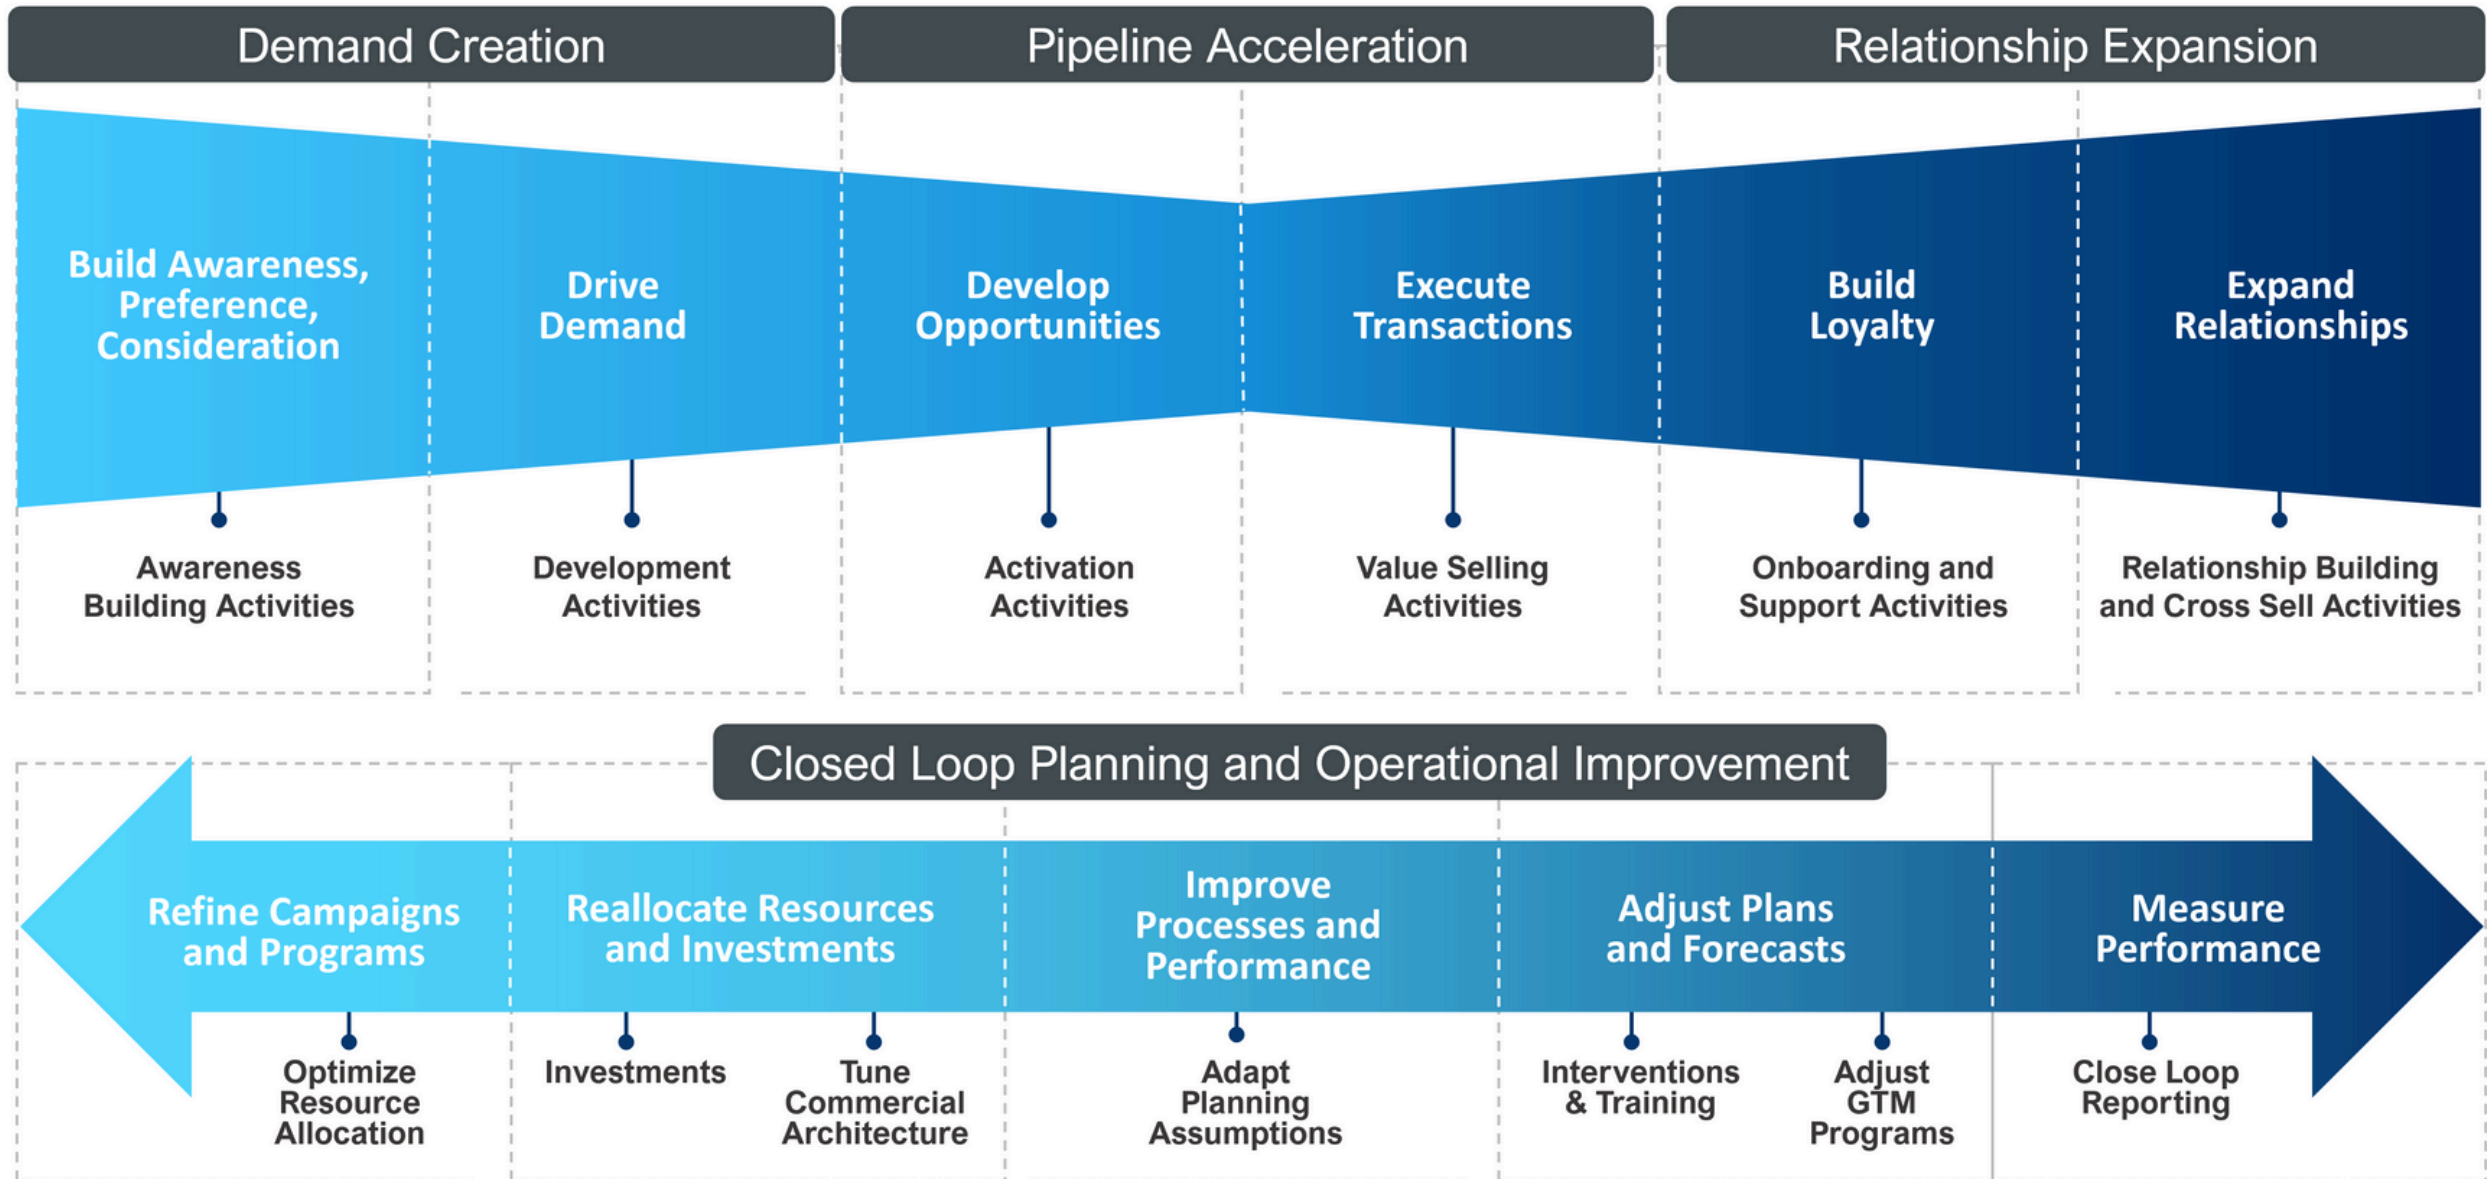 Demand Creation
Pipeline Acceleration
Relationship Expansion
Build Awareness,
Preference,
Consideration
Drive
Demand
Develop
Opportunities
Execute
Transactions
Build
Loyalty
Expand
Relationships
Awareness
Building Activities
Development
Activities
Activation
Activities
Value Selling
Activities
Onboarding and
Support Activities
Relationship Building
and Cross Sell Activities
Closed Loop Planning and Operational Improvement
Refine Campaigns
and Programs
Reallocate Resources
and Investments
Improve
Processes and
Performance
Adjust Plans
and Forecasts
Measure
Performance
Optimize
Resource
Allocation
Investments
Tune
Commercial
Architecture
Adapt
Planning
Assumptions
Interventions
& Training
Adjust
GTM
Programs
Close Loop
Reporting